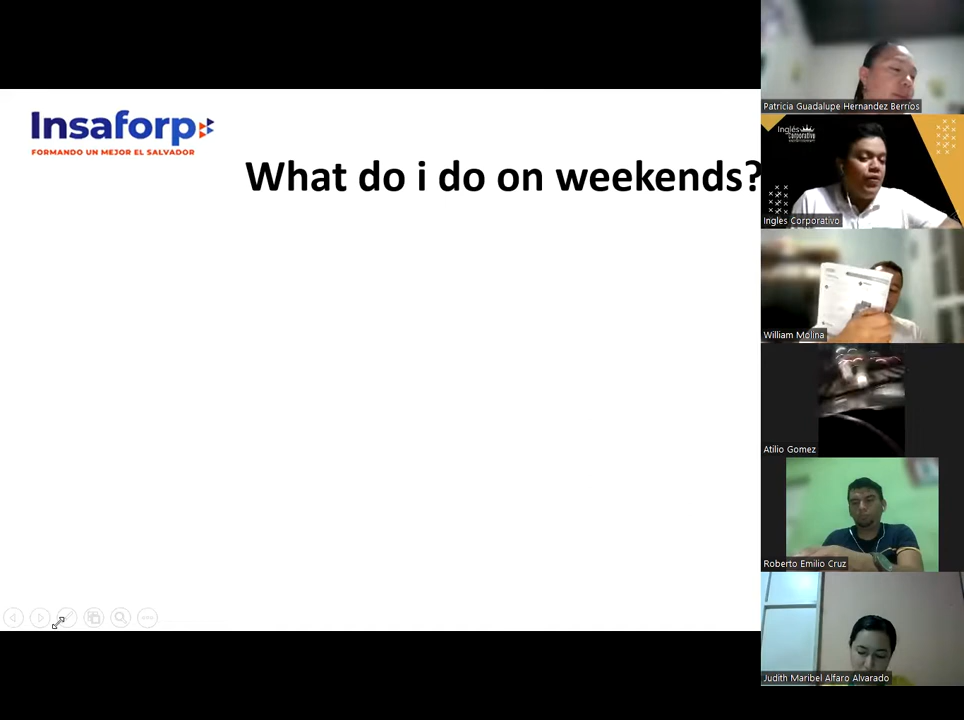 Insaforp
FORMANDO UN MEJOR EL SALVADOR
What do i do on weekends?
Patricia Guadalupe Hernandez Berríos
Inglés
Corporativo
Ingles Corporativo
William Molina
Atilio Gomez
Roberto Emilio Cruz
Judith Maribel Alfaro Alvarado